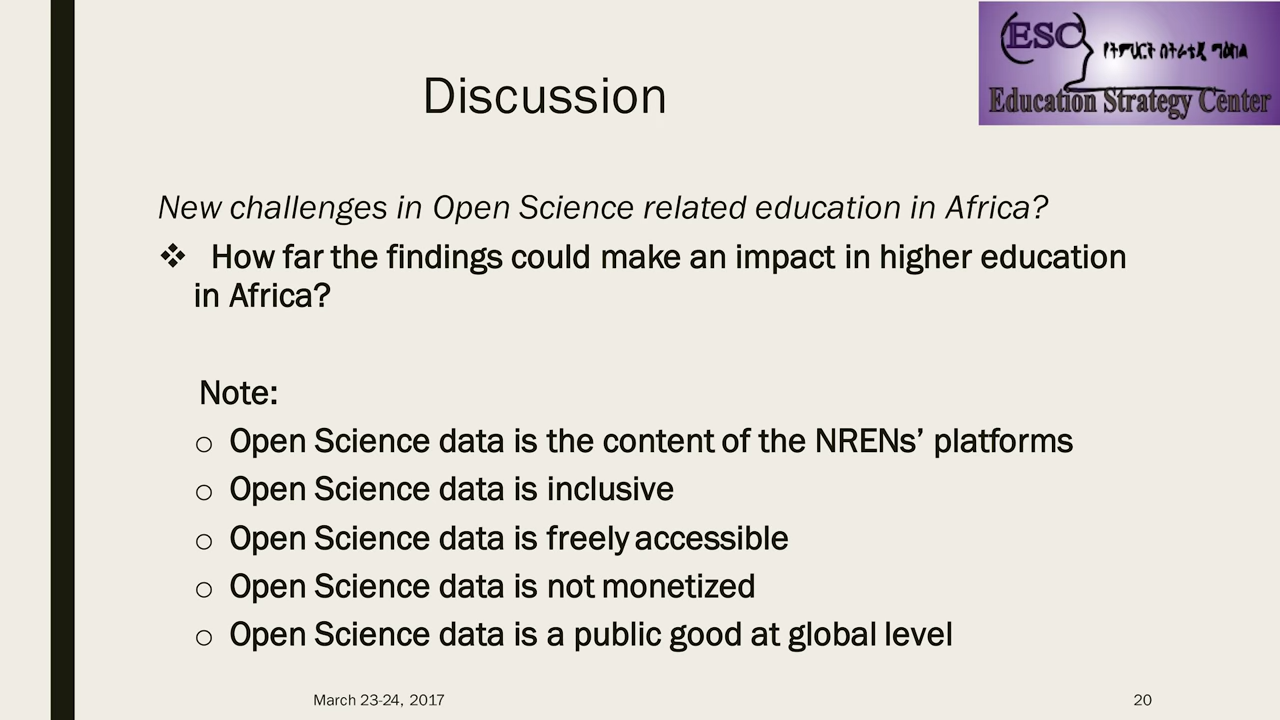 ESC
Education Strategy Center
Discussion
New challenges in Open Science related education in Africa?
❖ How far the findings could make an impact in higher education
in Africa?
Note:
o Open Science data is the content of the NRENs’ platforms
o Open Science data is inclusive
o Open Science data is freely accessible
o Open Science data is not monetized
o Open Science data is a public good at global level
March 23-24, 2017
20